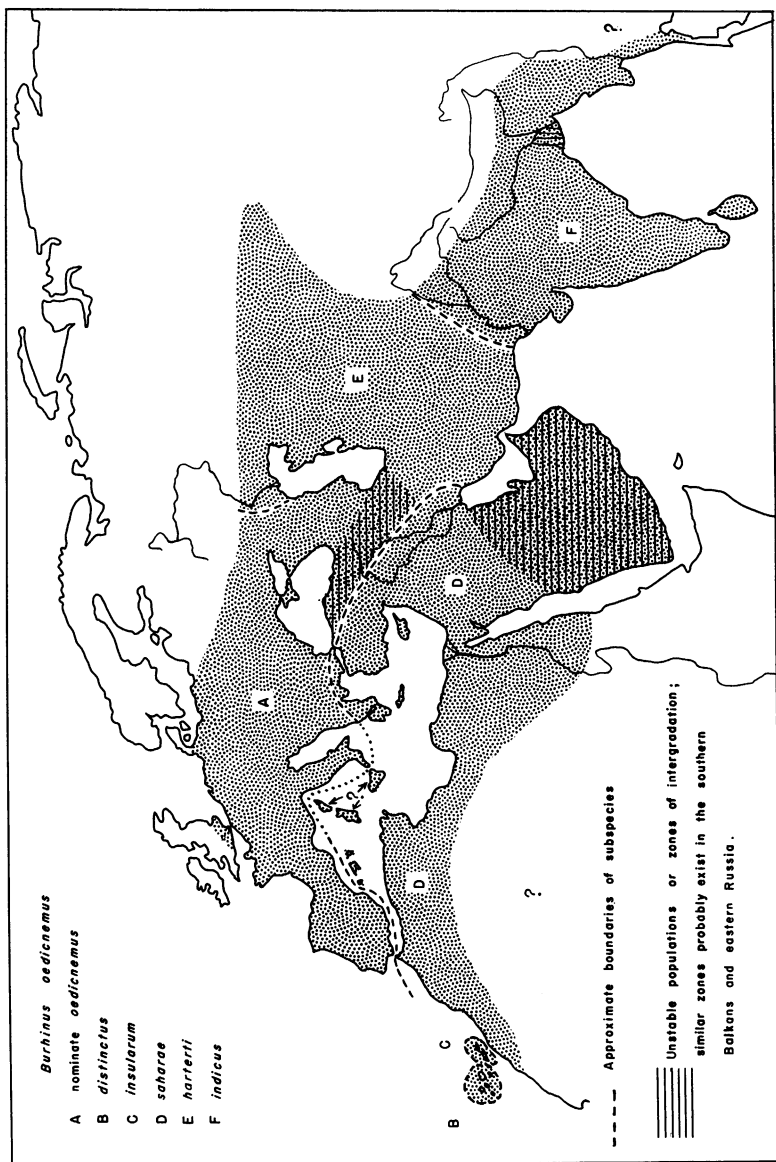 Burhinus oedicnemus
A nominate oedicnemus
B distinctus
C insularum
D saharae
E harterti
F indicus
A
B
C
D
D
E
F
?
?
?
Approximate boundaries of subspecies
Unstable populations or zones of intergradation;
similar zones probably exist in the southern
Balkans and eastern Russia.